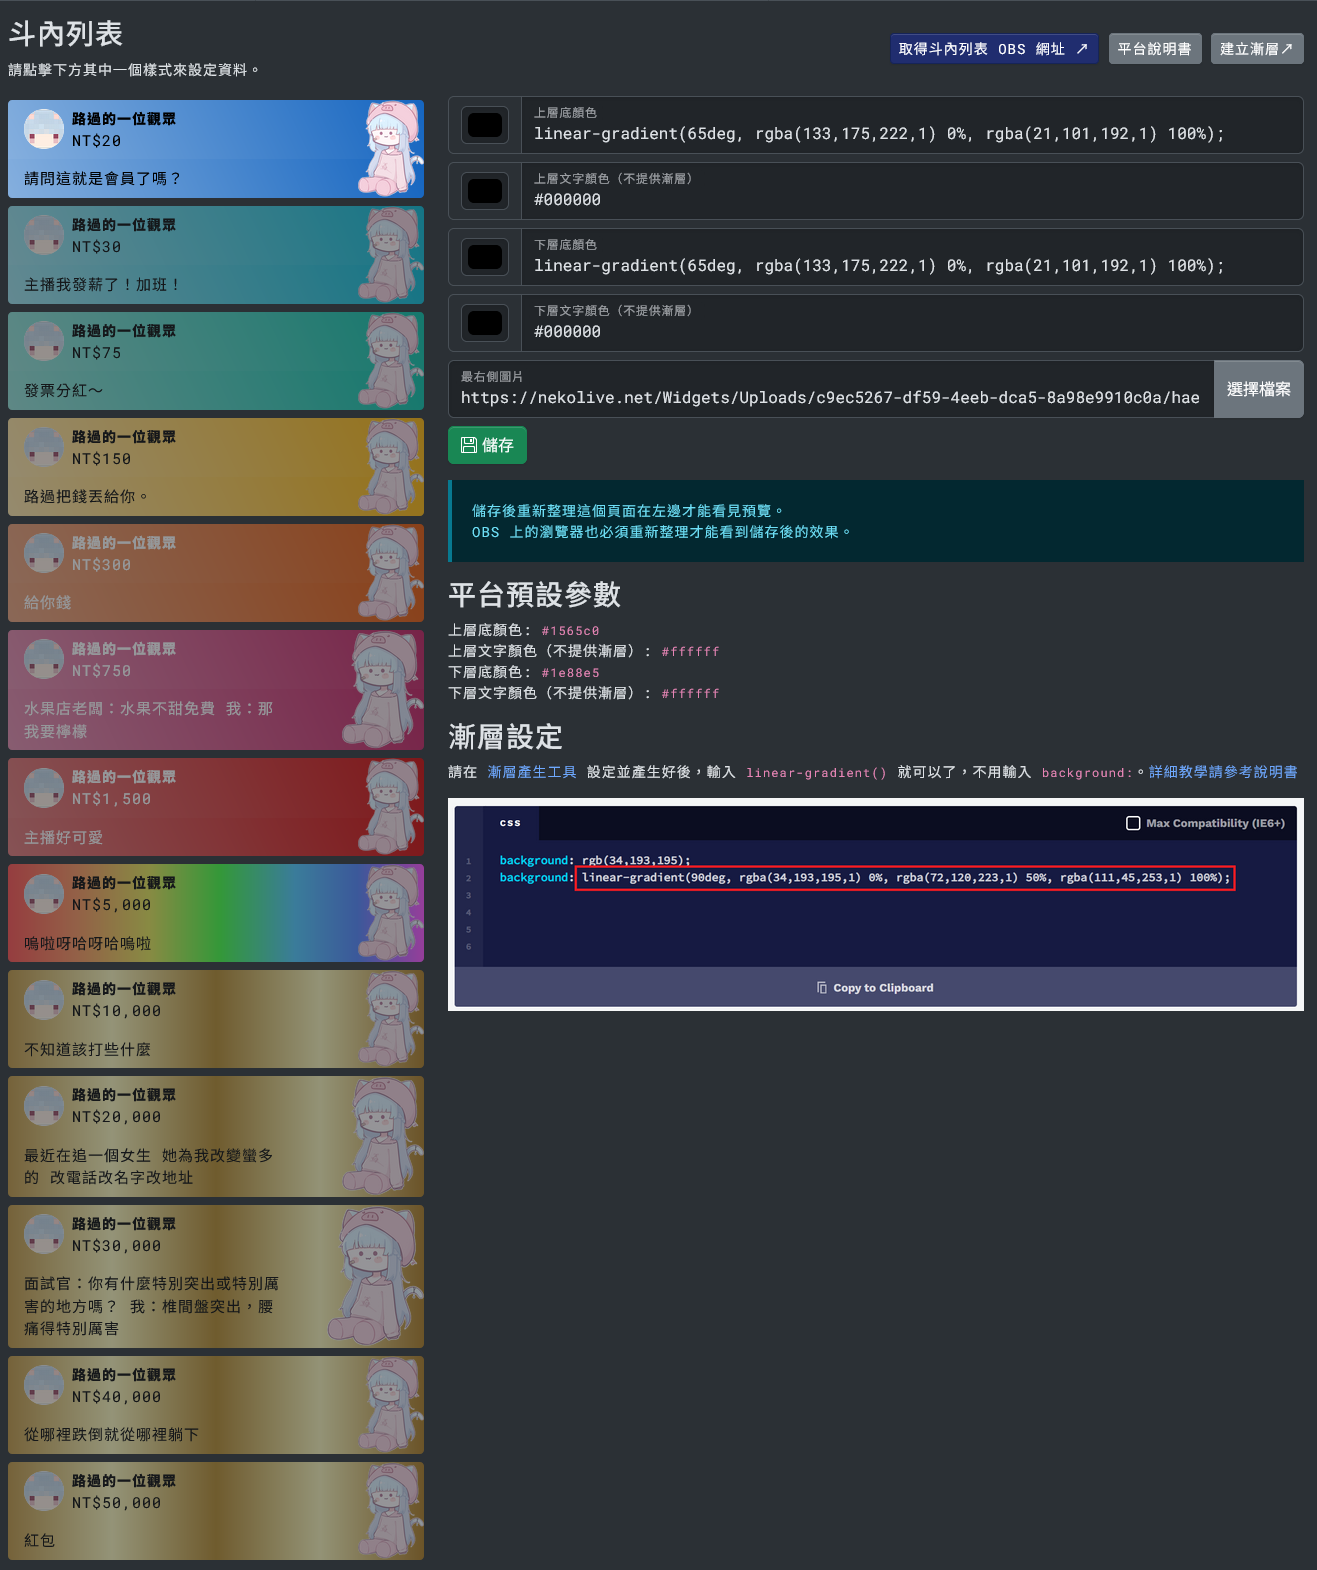 斗內列表
請點擊下方其中一個樣式來設定資料。
取得斗內列表 OBS 網址 ↗
平台說明書
建立漸層↗
路過的一位觀眾
NT$20
請問這就是會員了嗎？
路過的一位觀眾
NT$30
主播我發薪了！加班！
路過的一位觀眾
NT$75
發票分紅～
路過的一位觀眾
NT$150
路過把錢丟給你。
路過的一位觀眾
NT$300
給你錢
路過的一位觀眾
NT$750
水果店老闆：水果不甜免費 我：那
我要檸檬
路過的一位觀眾
NT$1,500
主播好可愛
路過的一位觀眾
NT$5,000
嗚啦呀哈呀哈嗚啦
路過的一位觀眾
NT$10,000
不知道該打些什麼
路過的一位觀眾
NT$20,000
最近在追一個女生 她為我改變蠻多
的 改電話改名字改地址
路過的一位觀眾
NT$30,000
面試官：你有什麼特別突出或特別厲
害的地方嗎？ 我：椎間盤突出，腰
痛得特別厲害
路過的一位觀眾
NT$40,000
從哪裡跌倒就從哪裡躺下
路過的一位觀眾
NT$50,000
紅包
上層底顏色
linear-gradient(65deg, rgba(133,175,222,1) 0%, rgba(21,101,192,1) 100%);
上層文字顏色（不提供漸層）
#000000
下層底顏色
linear-gradient(65deg, rgba(133,175,222,1) 0%, rgba(21,101,192,1) 100%);
下層文字顏色（不提供漸層）
#000000
最右側圖片
https://nekolive.net/Widgets/Uploads/c9ec5267-df59-4eeb-dca5-8a98e9910c0a/hae
選擇檔案
儲存
儲存後重新整理這個頁面在左邊才能看見預覽。
OBS 上的瀏覽器也必須重新整理才能看到儲存後的效果。
平台預設參數
上層底顏色: #1565c0
上層文字顏色（不提供漸層）: #ffffff
下層底顏色: #1e88e5
下層文字顏色（不提供漸層）: #ffffff
漸層設定
請在 漸層產生工具 設定並產生好後，輸入 linear-gradient() 就可以了，不用輸入 background:。詳細教學請參考說明書
css
Max Compatibility (IE6+)
1 background: rgb(34,193,195);
2 background: linear-gradient(90deg, rgba(34,193,195,1) 0%, rgba(72,120,223,1) 50%, rgba(111,45,253,1) 100%);
3
4
5
6
Copy to Clipboard